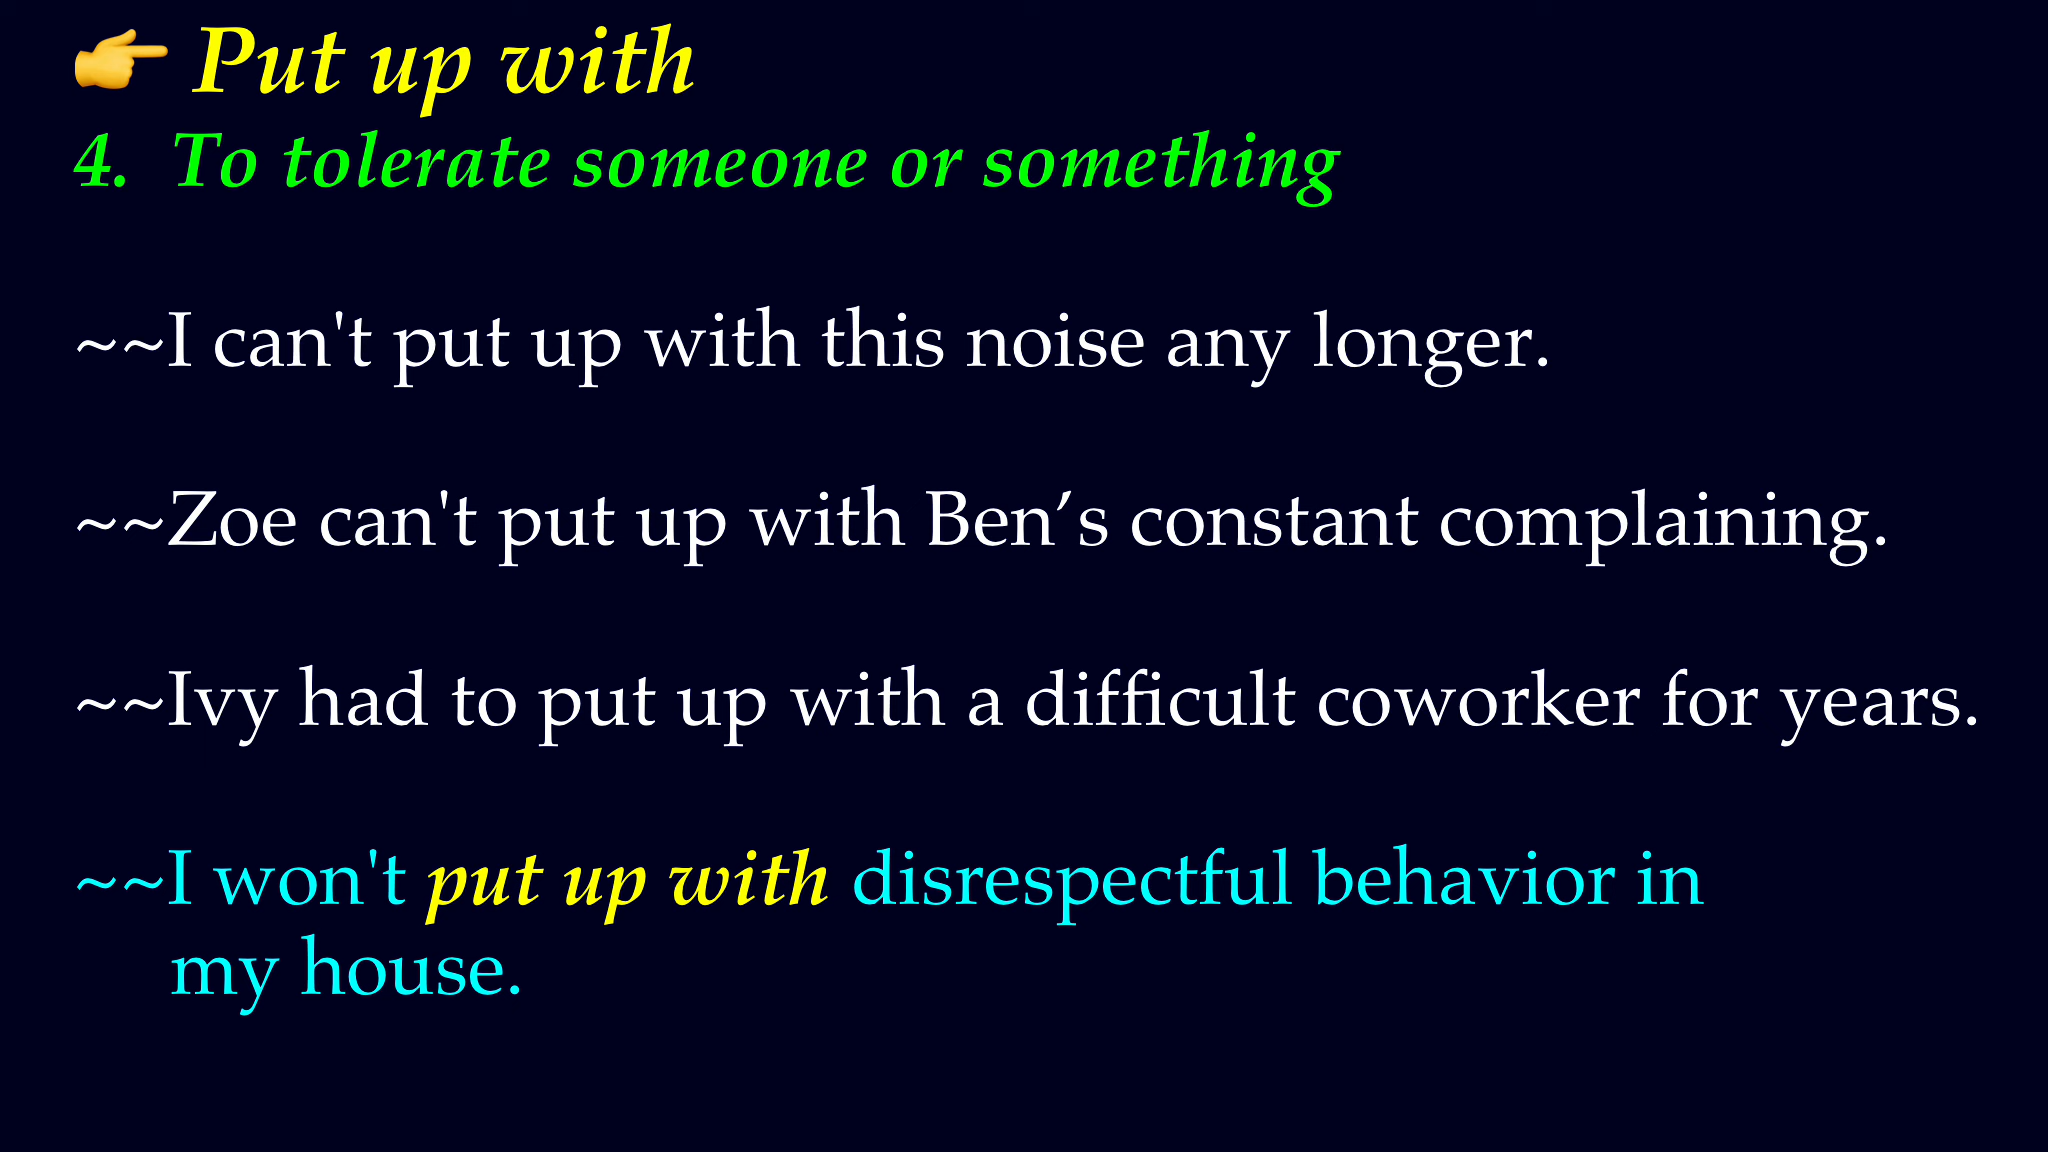 👉 Put up with
4. To tolerate someone or something
~~I can't put up with this noise any longer.
~~Zoe can't put up with Ben’s constant complaining.
~~Ivy had to put up with a difficult coworker for years.
~~I won't put up with disrespectful behavior in
my house.